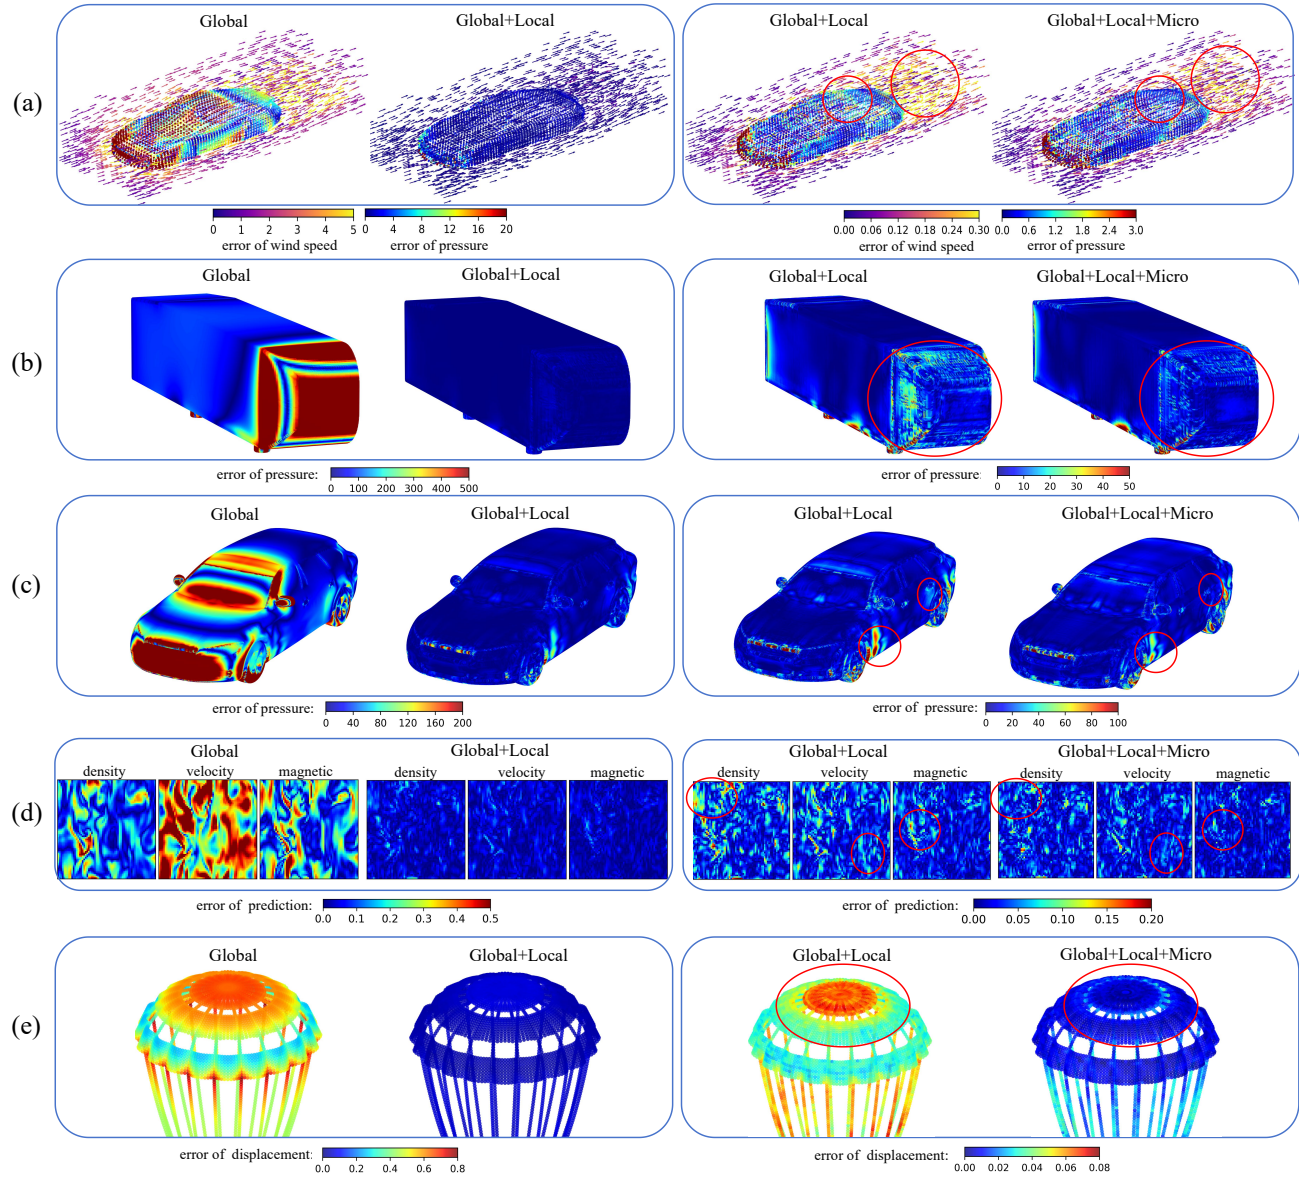 Global Global+Local Global+Local Global+Local+Micro
(a)
0 1 2 3 4 5 0 4 8 12 16 20 0.00 0.06 0.12 0.18 0.24 0.30 0.0 0.6 1.2 1.8 2.4 3.0
error of wind speed error of pressure error of wind speed error of pressure
Global Global+Local Global+Local Global+Local+Micro
(b)
error of pressure: error of pressure
0 100 200 300 400 500 0 10 20 30 40 50
Global Global+Local Global+Local Global+Local+Micro
(c)
error of pressure: error of pressure:
0 40 80 120 160 200 0 20 40 60 80 100
Global Global+Local Global+Local Global+Local+Micro
density velocity magnetic density velocity magnetic density velocity magnetic density velocity magnetic
(d)
error of prediction: error of prediction:
0.0 0.1 0.2 0.3 0.4 0.5 0.00 0.05 0.10 0.15 0.20
Global Global+Local Global+Local Global+Local+Micro
(e)
error of displacement: error of displacement:
0.0 0.2 0.4 0.6 0.8 0.00 0.02 0.04 0.06 0.08